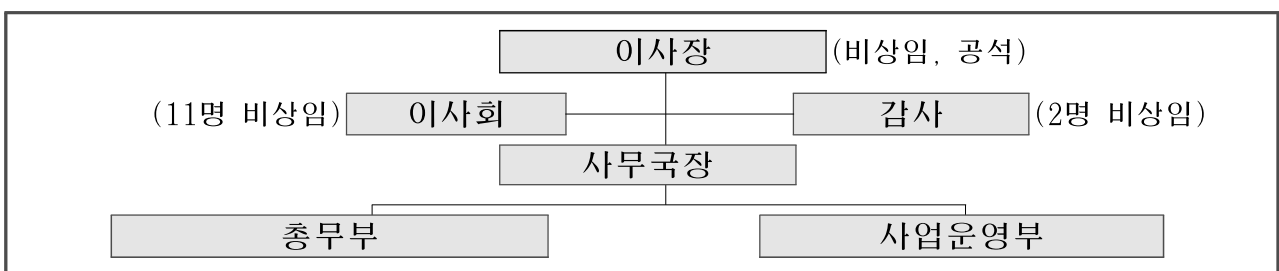 이사장 (비상임, 공석)
(11명 비상임) 이사회 감사 (2명 비상임)
사무국장
총무부 사업운영부